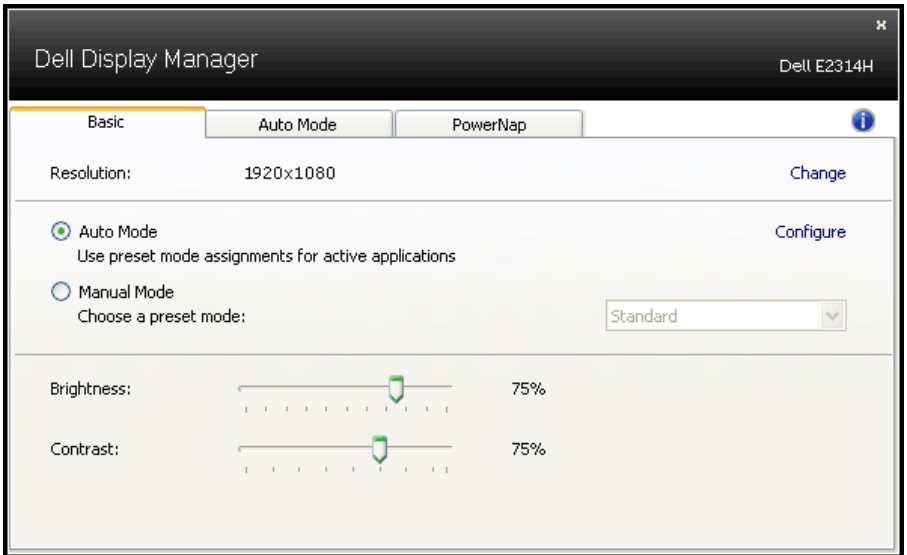 Dell Display Manager
Dell E2314H
Basic
Auto Mode
PowerNap
Resolution:
1920x1080
Change
Auto Mode
Configure
Use preset mode assignments for active applications
Manual Mode
Choose a preset mode:
Standard
Brightness:
75%
Contrast:
75%